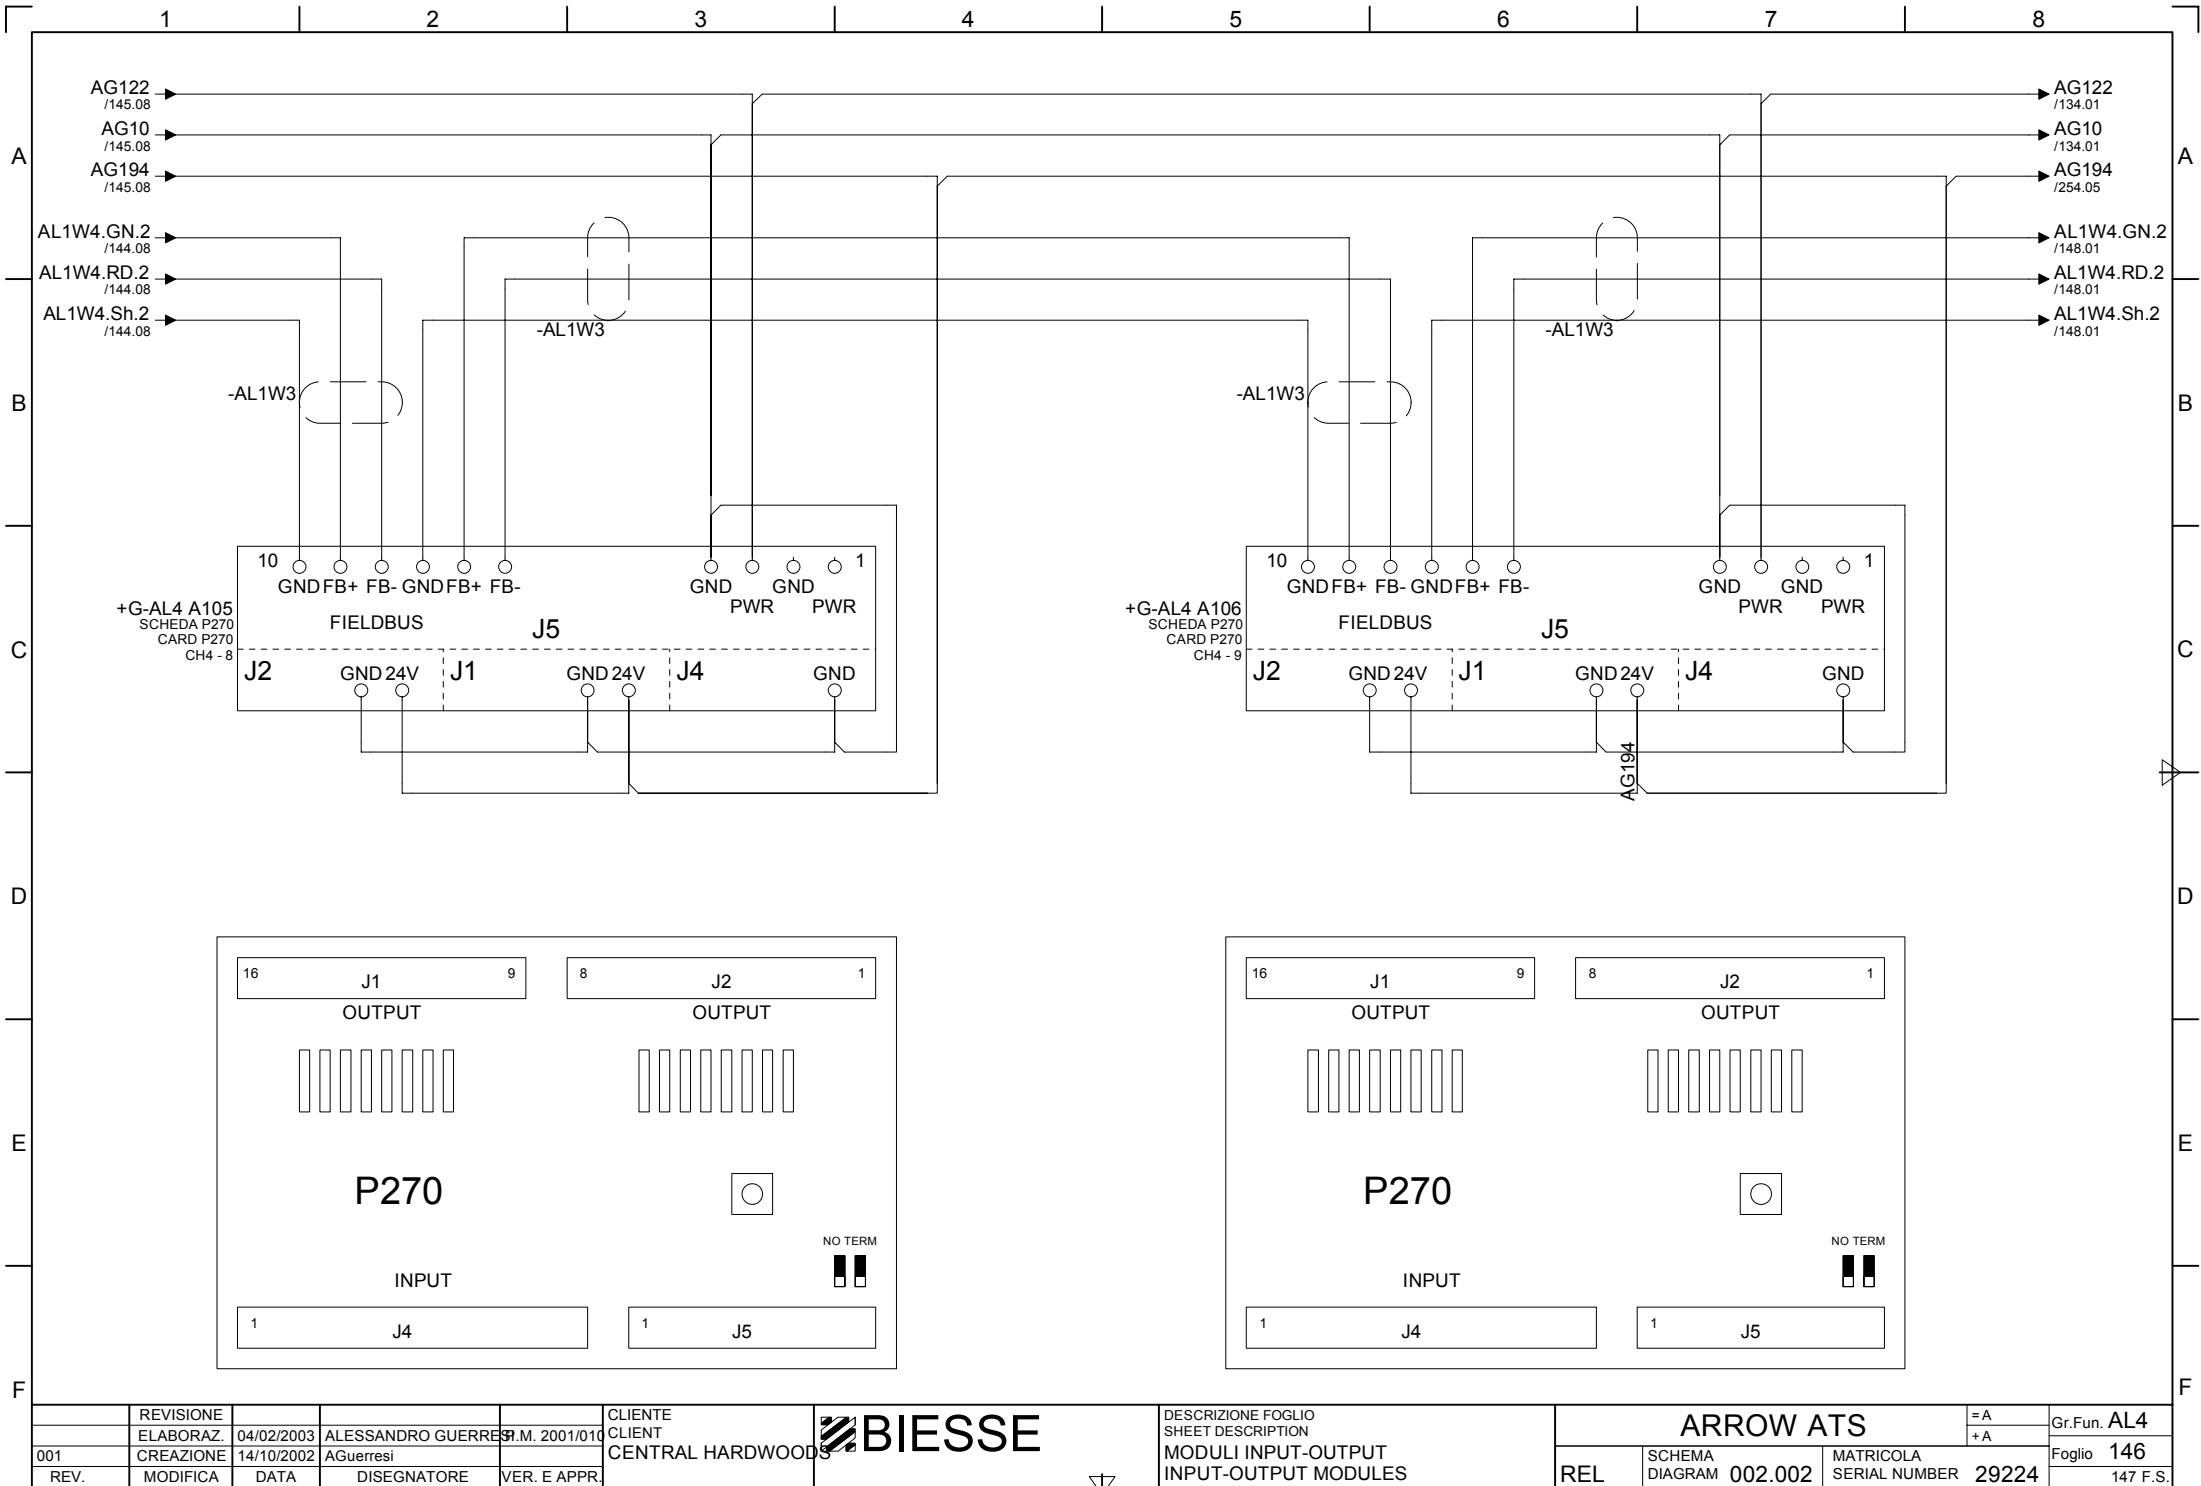 1 2 3 4 5 6 7 8
AG122
/145.08
AG10
/145.08
AG194
/145.08
AL1W4.GN.2
/144.08
AL1W4.RD.2
/144.08
AL1W4.Sh.2
/144.08
AG122
/134.01
AG10
/134.01
AG194
/254.05
AL1W4.GN.2
/148.01
AL1W4.RD.2
/148.01
AL1W4.Sh.2
/148.01
A A
-AL1W3 -AL1W3
-AL1W3 -AL1W3
B B
10 1
GND FB+ FB- GND FB+ FB- GND GND
PWR PWR
+G-AL4 A105
SCHEDA P270
CARD P270
CH4 - 8
FIELDBUS J5
J2 GND 24V J1 GND 24V J4 GND
10 1
GND FB+ FB- GND FB+ FB- GND GND
PWR PWR
+G-AL4 A106
SCHEDA P270
CARD P270
CH4 - 9
FIELDBUS J5
J2 GND 24V J1 GND 24V J4 GND
C C
AG194
D D
16 J1 9 8 J2 1
OUTPUT OUTPUT
P270
NO TERM
INPUT
1 J4 1 J5
16 J1 9 8 J2 1
OUTPUT OUTPUT
P270
NO TERM
INPUT
1 J4 1 J5
E E
F F
REVISIONE
ELABORAZ. 04/02/2003 ALESSANDRO GUERRESI P.M. 2001/010
001 CREAZIONE 14/10/2002 AGuerresi
REV. MODIFICA DATA DISEGNATORE VER. E APPR.
CLIENTE
CLIENT
CENTRAL HARDWOODS
BIESSE
DESCRIZIONE FOGLIO
SHEET DESCRIPTION
MODULI INPUT-OUTPUT
INPUT-OUTPUT MODULES
ARROW ATS
= A
+ A
REL
SCHEMA
DIAGRAM 002.002
MATRICOLA
SERIAL NUMBER 29224
Gr.Fun. AL4
Foglio 146
147 F.S.